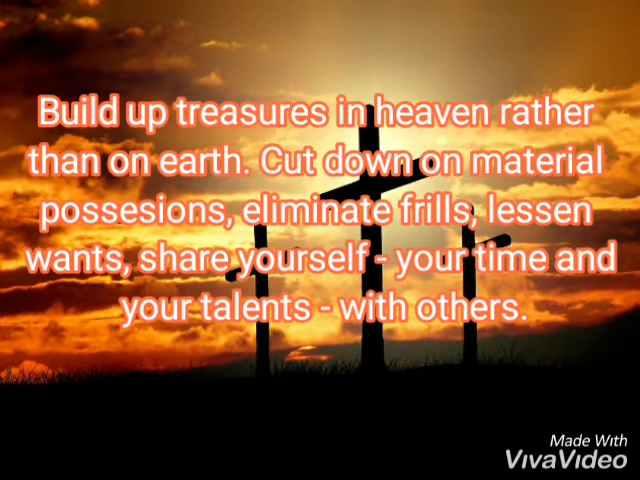 Build up treasures in heaven rather
than on earth. Cut down on material
possesions, eliminate frills, lessen
wants, share yourself - your time and
your talents - with others.
Made With
VivaVideo